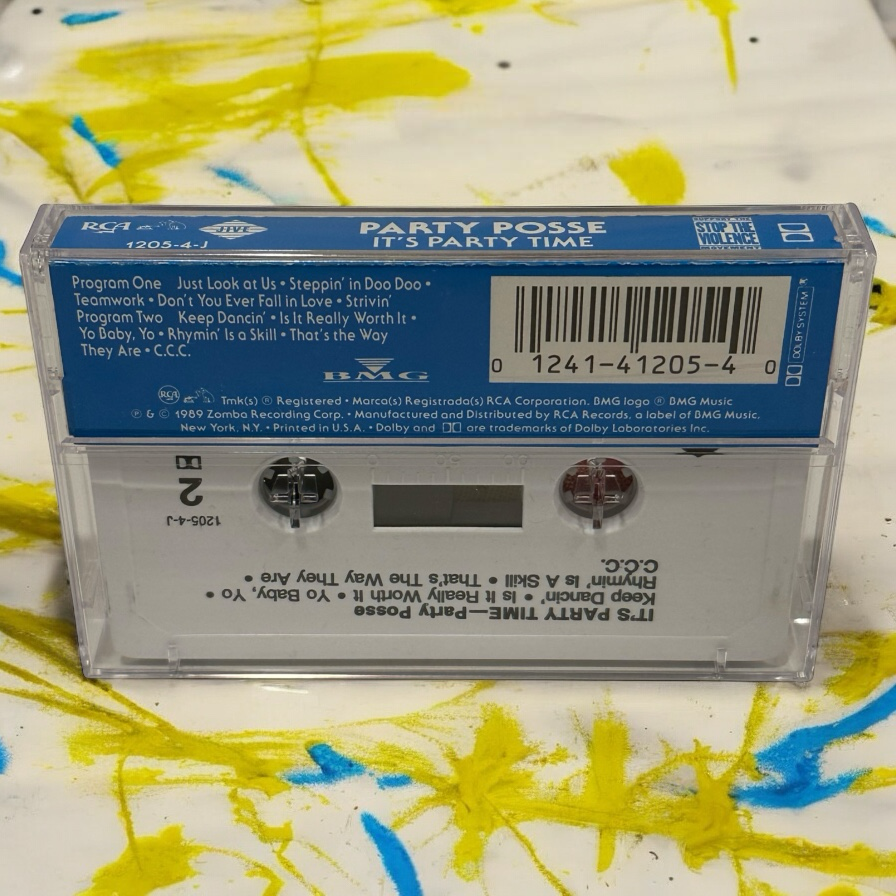 RCA
JIVE
1205-4-J
PARTY POSSE
IT'S PARTY TIME
SUPPORT THE
STOP THE
VIOLENCE
MOVEMENT
Program One Just Look at Us • Steppin' in Doo Doo •
Teamwork • Don't You Ever Fall in Love • Strivin'
Program Two Keep Dancin' • Is It Really Worth It •
Yo Baby, Yo • Rhymin' Is a Skill • That's the Way
They Are • C.C.C.
BMG
0 1241-41205-4 0
DOLBY SYSTEM
RCA Tmk(s) ® Registered • Marca(s) Registrada(s) RCA Corporation. BMG logo ® BMG Music
℗ & © 1989 Zomba Recording Corp. • Manufactured and Distributed by RCA Records, a label of BMG Music.
New York, N.Y. • Printed in U.S.A. • Dolby and are trademarks of Dolby Laboratories Inc.
IT'S PARTY TIME—Party Posse
Keep Dancin' • Is It Really Worth It • Yo Baby, Yo •
Rhymin' Is A Skill • That's The Way They Are •
C.C.C.
1205-4-J
2
0 50 100